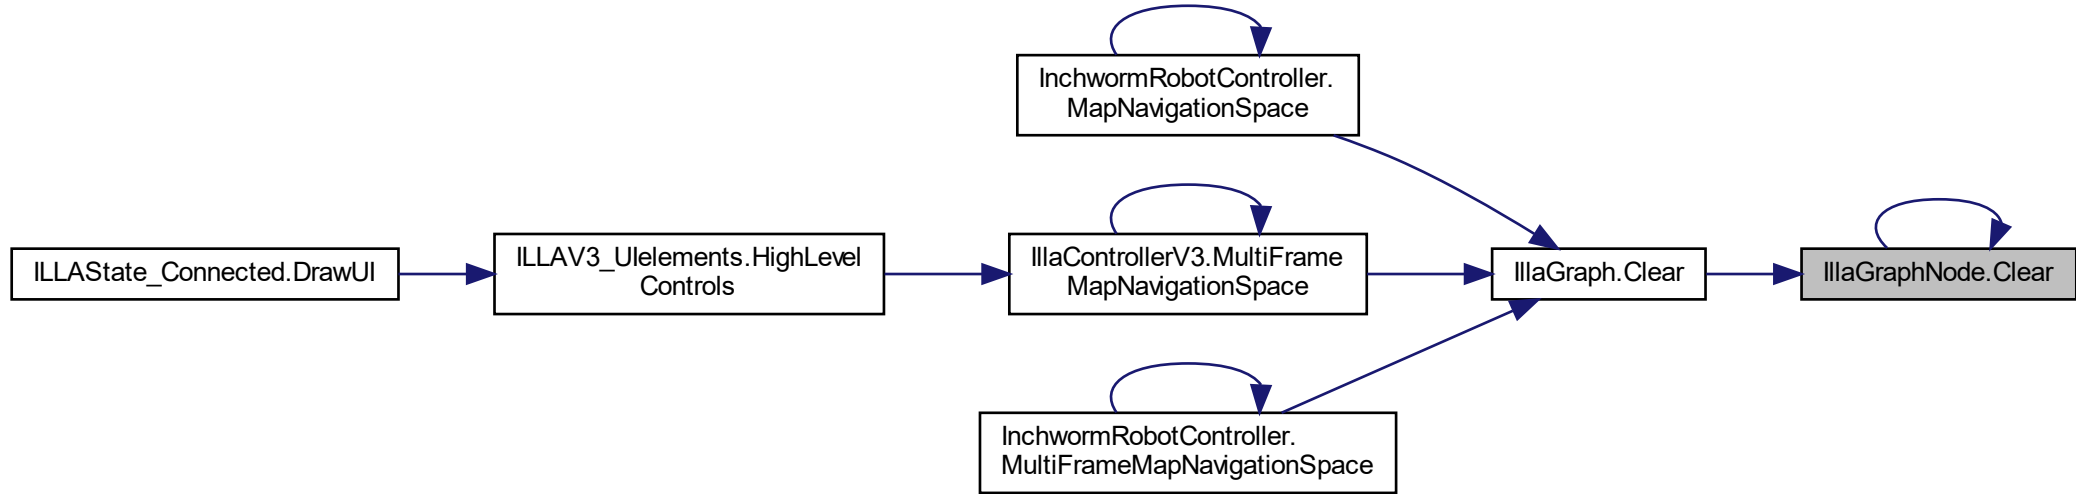 InchwormRobotController.
MapNavigationSpace
ILLAState_Connected.DrawUI
ILLAV3_UIelements.HighLevel
Controls
IllaControllerV3.MultiFrame
MapNavigationSpace
IllaGraph.Clear
IllaGraphNode.Clear
InchwormRobotController.
MultiFrameMapNavigationSpace